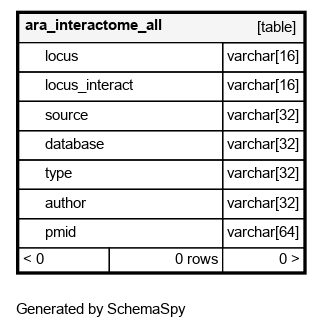 ara_interactome_all [table]
locus varchar[16]
locus_interact varchar[16]
source varchar[32]
database varchar[32]
type varchar[32]
author varchar[32]
pmid varchar[64]
< 0 0 rows 0 >
Generated by SchemaSpy